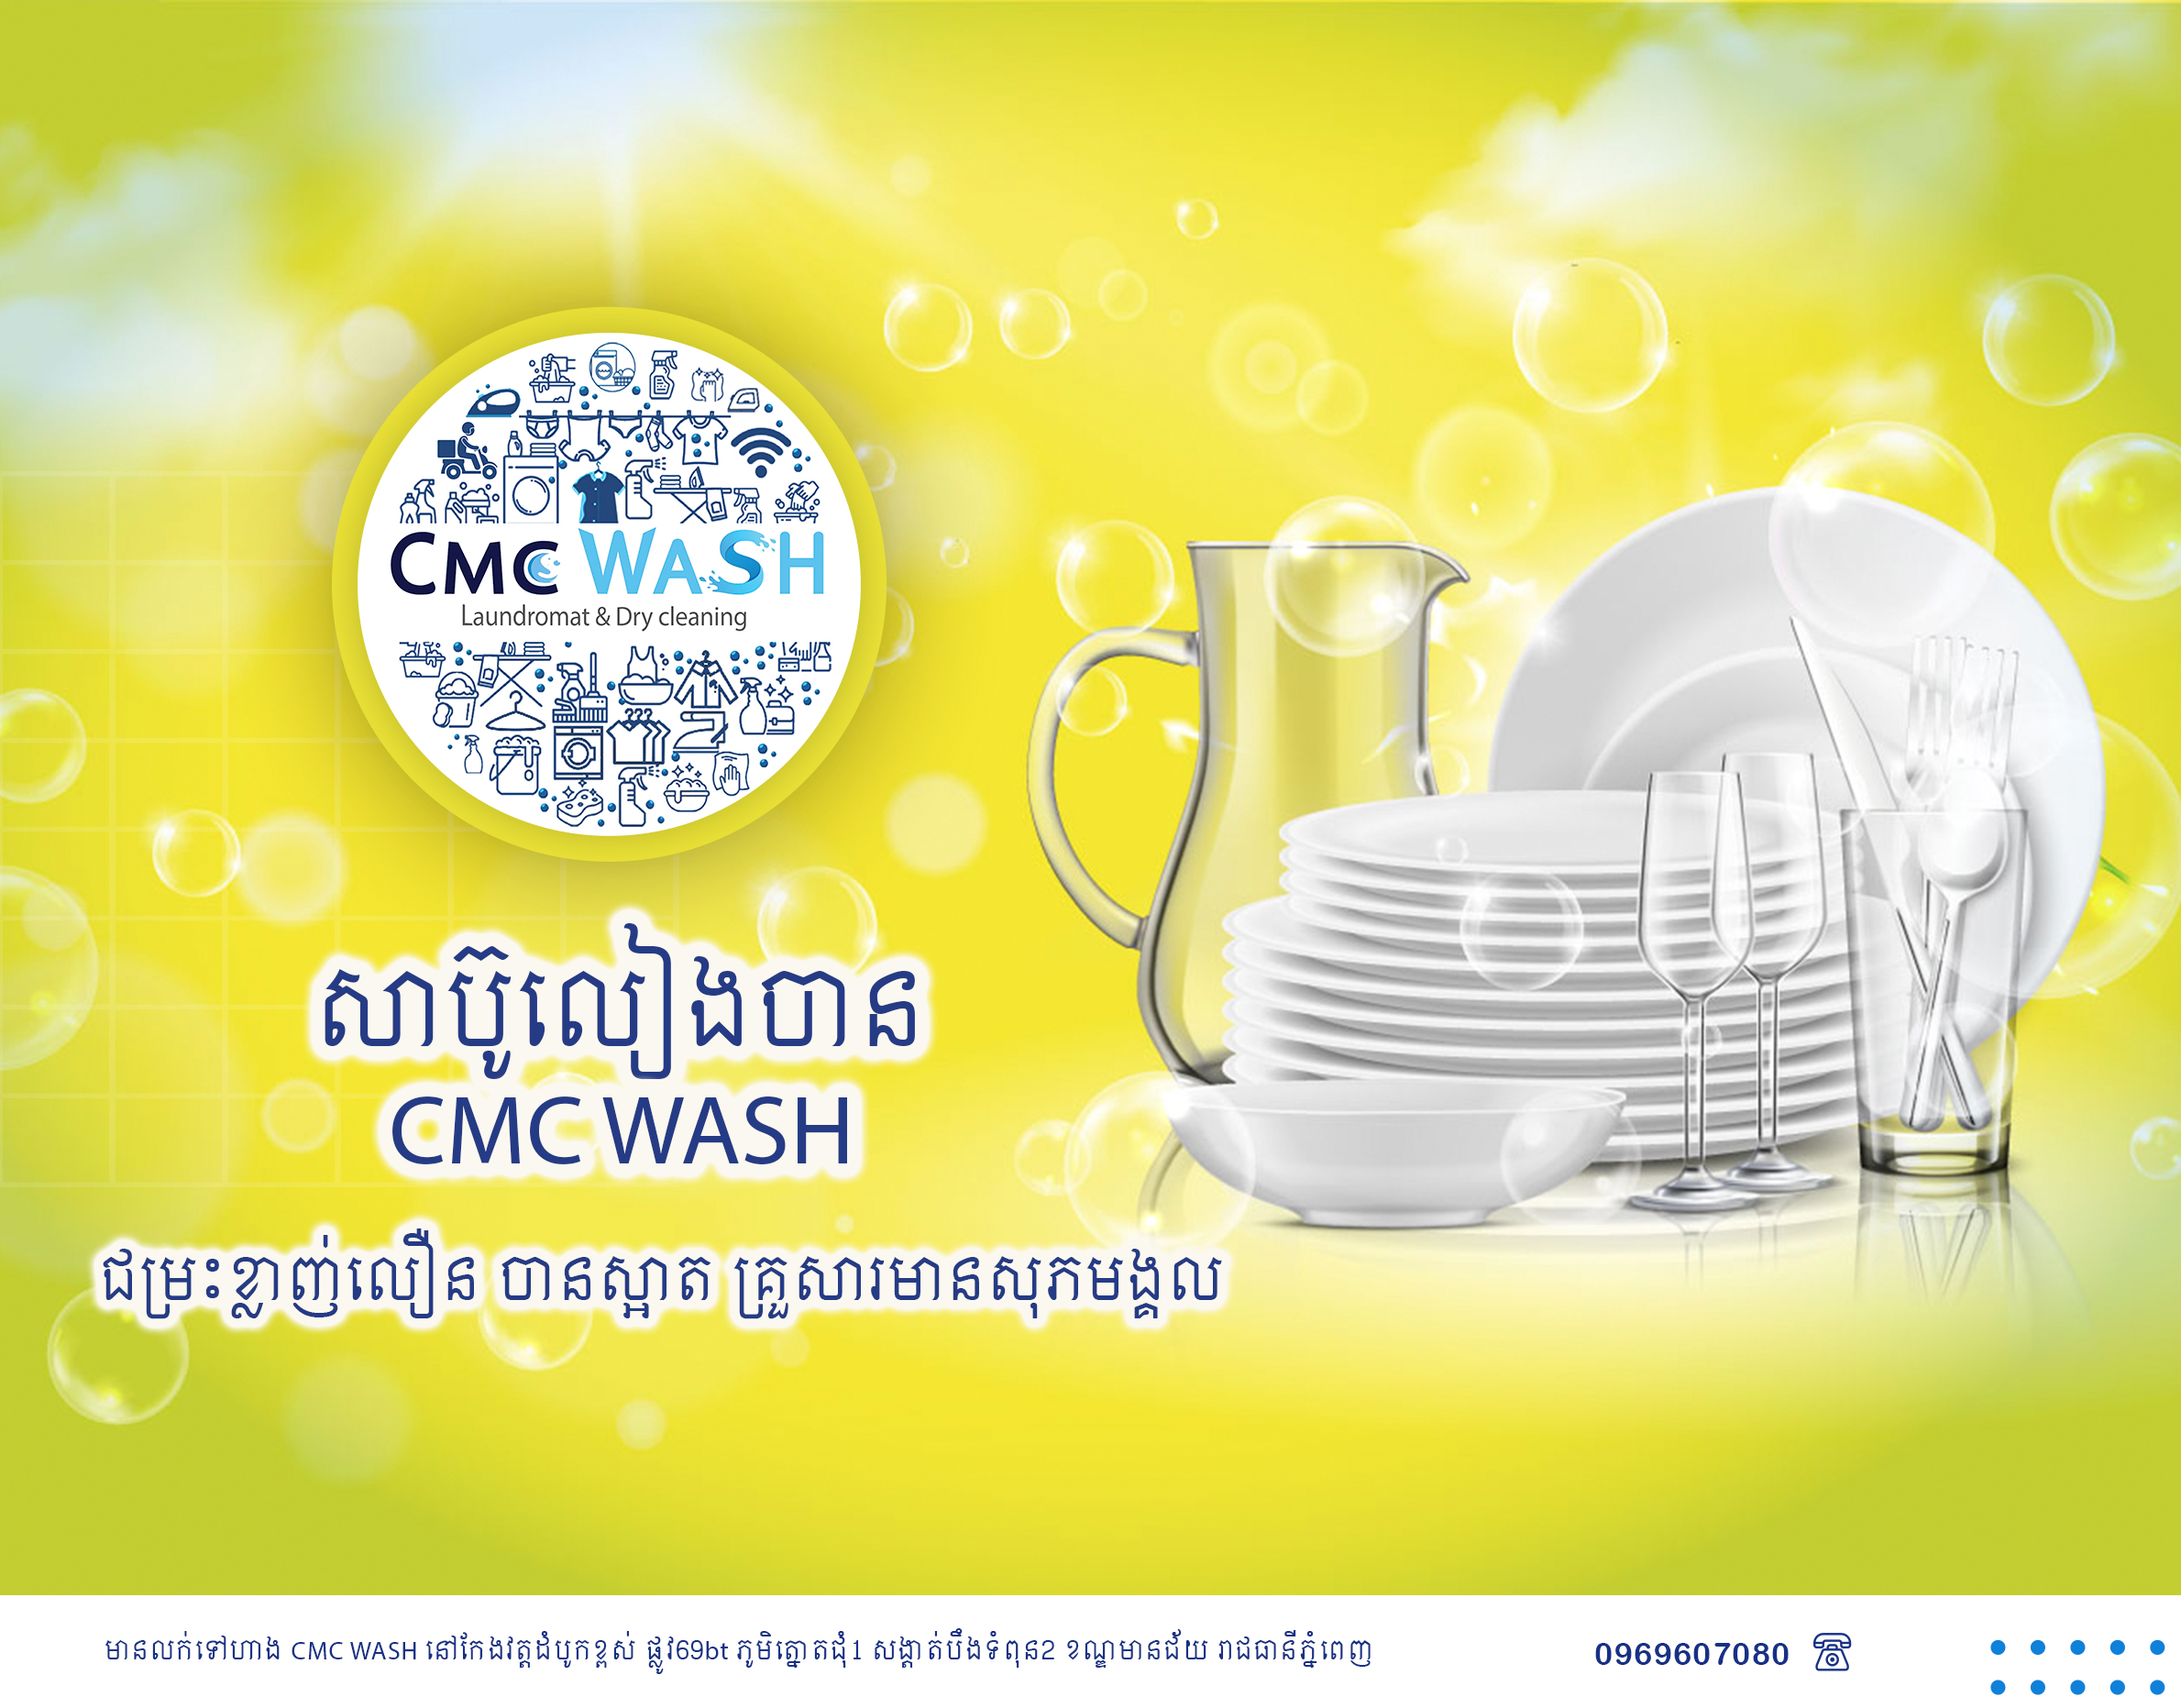 CMC WASH
Laundromat & Dry cleaning
សាប៊ូលៀងចាន
CMC WASH
ជម្រះខ្លាញ់លឿន ចានស្អាត គ្រួសារមានសុភមង្គល
មានលក់នៅហាង CMC WASH នៅកែងវត្តដំបូកខ្ពស់ ផ្លូវ69bt ភូមិត្នោតជុំ1 សង្កាត់បឹងទំពុន2 ខណ្ឌមានជ័យ រាជធានីភ្នំពេញ
0969607080